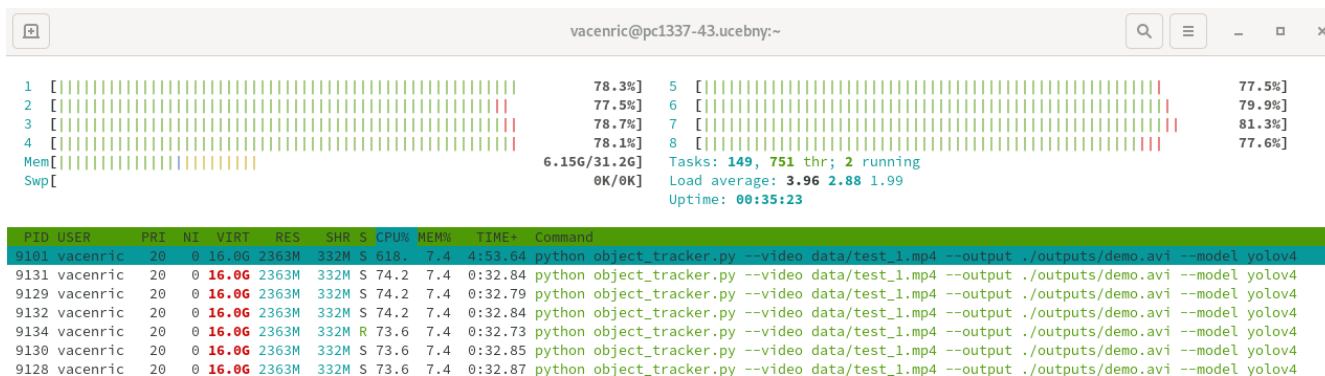 vacenric@pc1337-43.ucebny:~
1 [ 78.3%] 5 [ 77.5%]
2 [ 77.5%] 6 [ 79.9%]
3 [ 78.7%] 7 [ 81.3%]
4 [ 78.1%] 8 [ 77.6%]
Mem[ 6.15G/31.2G] Tasks: 149, 751 thr; 2 running
Swp[ 0K/0K] Load average: 3.96 2.88 1.99
Uptime: 00:35:23
PID USER PRI NI VIRT RES SHR S CPU% MEM% TIME+ Command
9101 vacenric 20 0 16.0G 2363M 332M S 618. 7.4 4:53.64 python object_tracker.py --video data/test_1.mp4 --output ./outputs/demo.avi --model yolov4
9131 vacenric 20 0 16.0G 2363M 332M S 74.2 7.4 0:32.84 python object_tracker.py --video data/test_1.mp4 --output ./outputs/demo.avi --model yolov4
9129 vacenric 20 0 16.0G 2363M 332M S 74.2 7.4 0:32.79 python object_tracker.py --video data/test_1.mp4 --output ./outputs/demo.avi --model yolov4
9132 vacenric 20 0 16.0G 2363M 332M S 74.2 7.4 0:32.84 python object_tracker.py --video data/test_1.mp4 --output ./outputs/demo.avi --model yolov4
9134 vacenric 20 0 16.0G 2363M 332M R 73.6 7.4 0:32.73 python object_tracker.py --video data/test_1.mp4 --output ./outputs/demo.avi --model yolov4
9130 vacenric 20 0 16.0G 2363M 332M S 73.6 7.4 0:32.85 python object_tracker.py --video data/test_1.mp4 --output ./outputs/demo.avi --model yolov4
9128 vacenric 20 0 16.0G 2363M 332M S 73.6 7.4 0:32.87 python object_tracker.py --video data/test_1.mp4 --output ./outputs/demo.avi --model yolov4